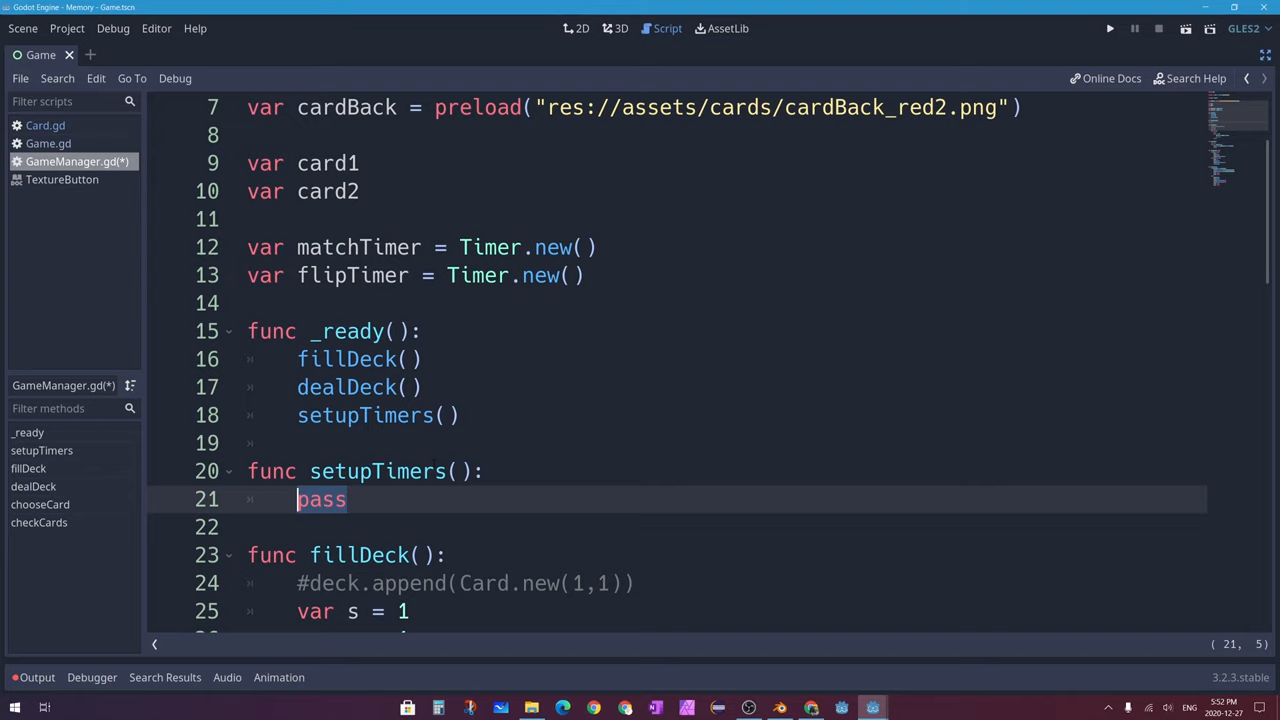 Godot Engine - Memory - Game.tscn
Scene Project Debug Editor Help
2D 3D Script AssetLib
GLES2
Game
File Search Edit Go To Debug
Online Docs Search Help
Filter scripts
Card.gd
Game.gd
GameManager.gd(*)
TextureButton
GameManager.gd(*)
Filter methods
_ready
setupTimers
fillDeck
dealDeck
chooseCard
checkCards
7 var cardBack = preload("res://assets/cards/cardBack_red2.png")
8
9 var card1
10 var card2
11
12 var matchTimer = Timer.new()
13 var flipTimer = Timer.new()
14
15 func _ready():
16 fillDeck()
17 dealDeck()
18 setupTimers()
19
20 func setupTimers():
21 pass
22
23 func fillDeck():
24 #deck.append(Card.new(1,1))
25 var s = 1
( 21, 5)
Output Debugger Search Results Audio Animation
3.2.3.stable
5:52 PM
2020-12-27